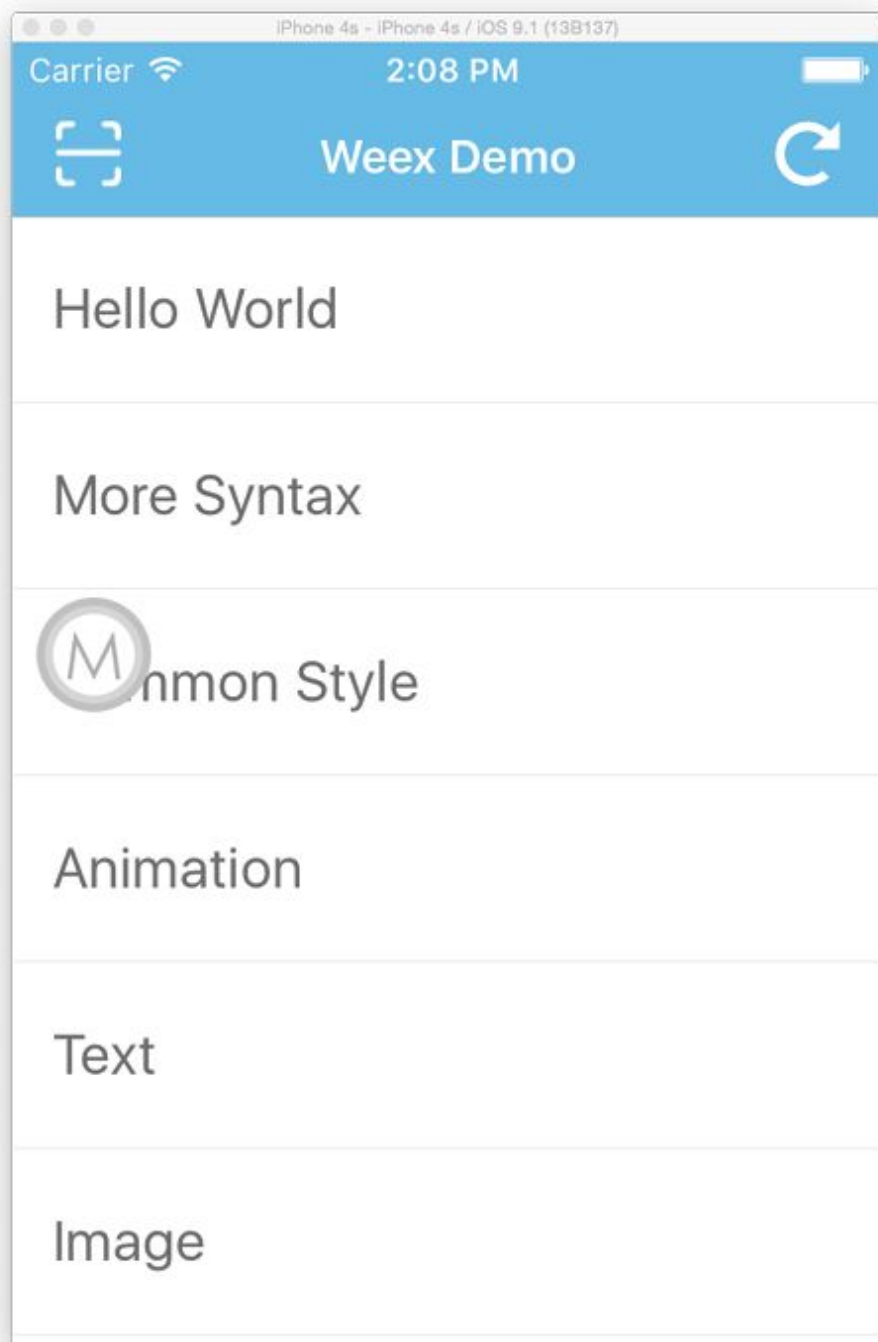 iPhone 4s - iPhone 4s / iOS 9.1 (13B137)
Carrier 2:08 PM
Weex Demo
Hello World
More Syntax
M
mmon Style
Animation
Text
Image